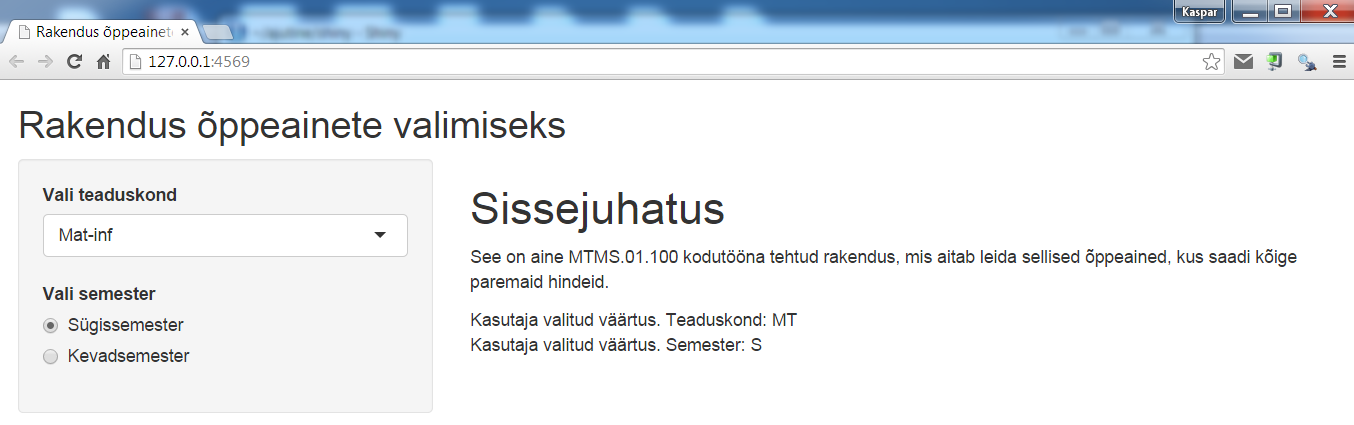 Kaspar
Rakendus õppeainet
127.0.0.1:4569
Rakendus õppeainete valimiseks
Vali teaduskond
Mat-inf
Vali semester
Sügissemester
Kevadsemester
Sissejuhatus
See on aine MTMS.01.100 kodutööna tehtud rakendus, mis aitab leida sellised õppeained, kus saadi kõige
paremaid hindeid.
Kasutaja valitud väärtus. Teaduskond: MT
Kasutaja valitud väärtus. Semester: S